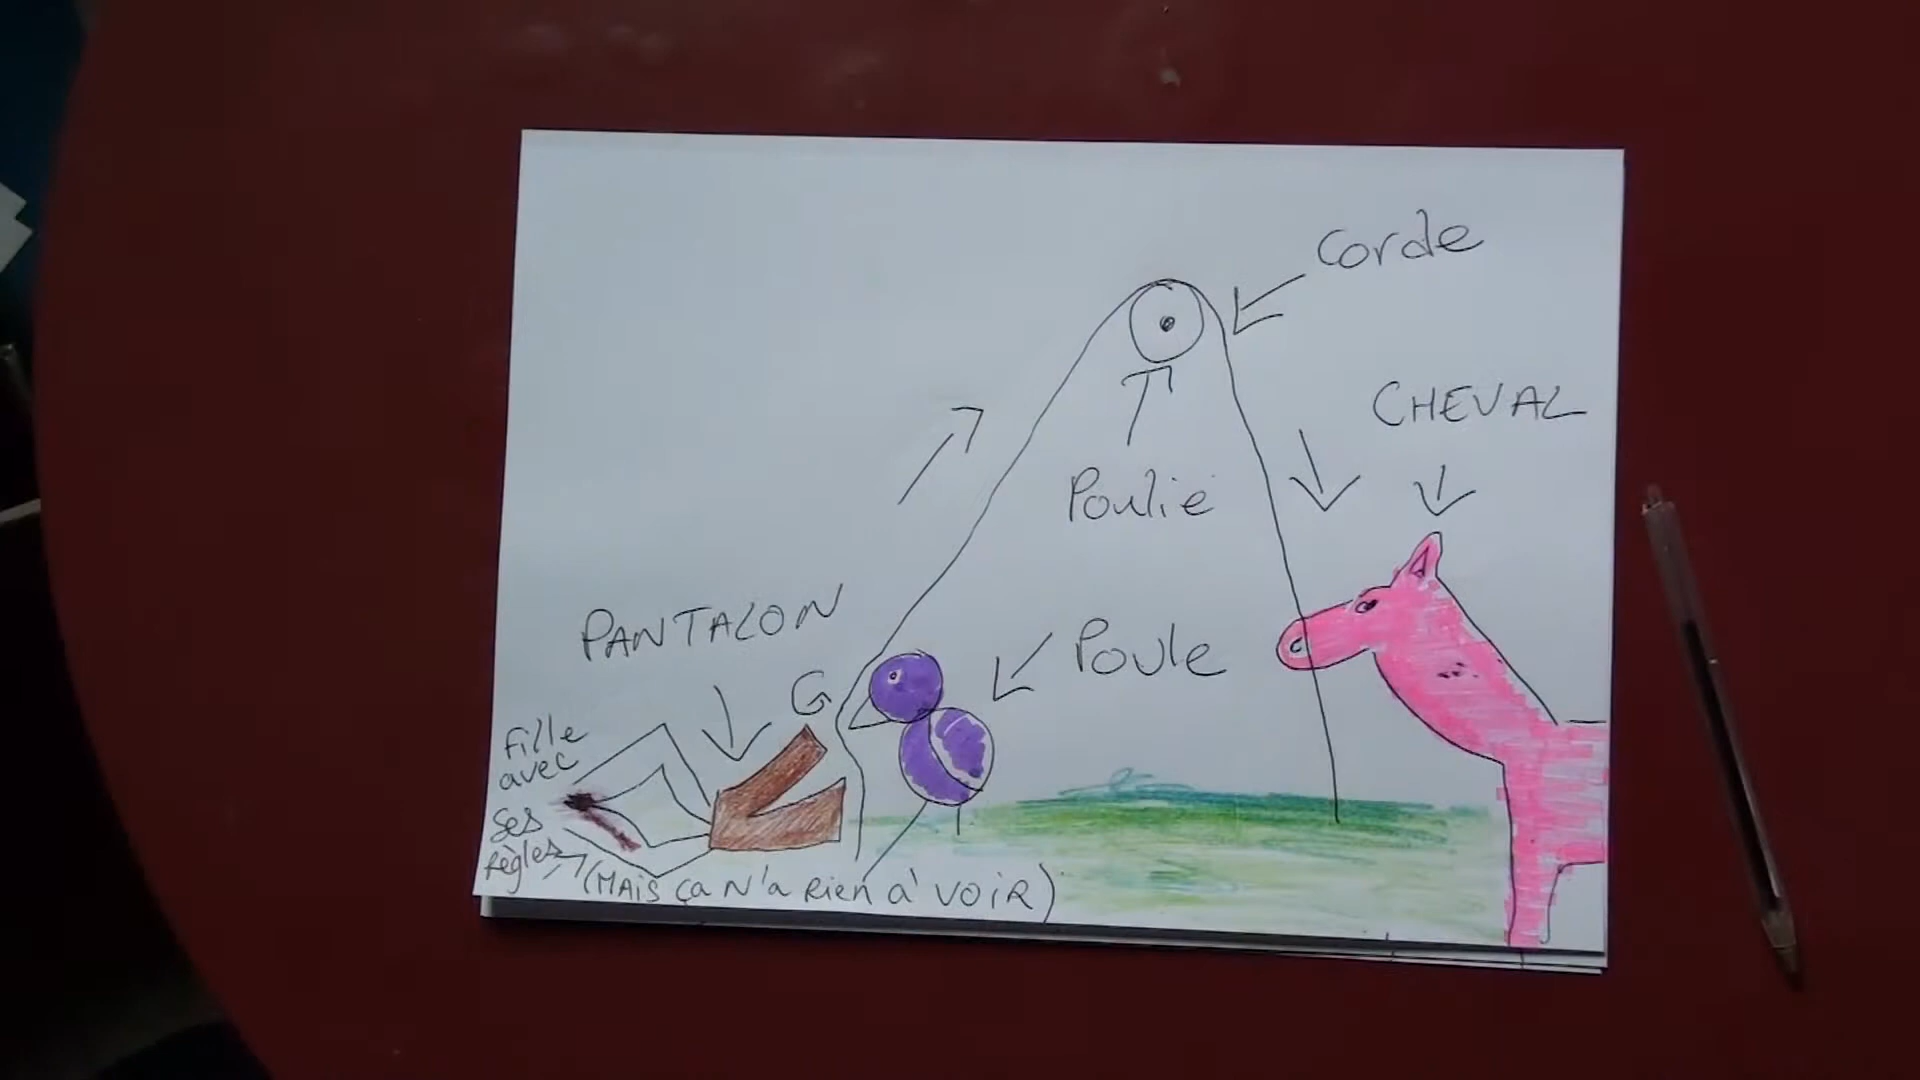 Corde
CHEVAL
Poulie
PANTALON
Poule
G
Fille
avec
ses
Règles
(MAIS ça N'a Rien à VOIR)